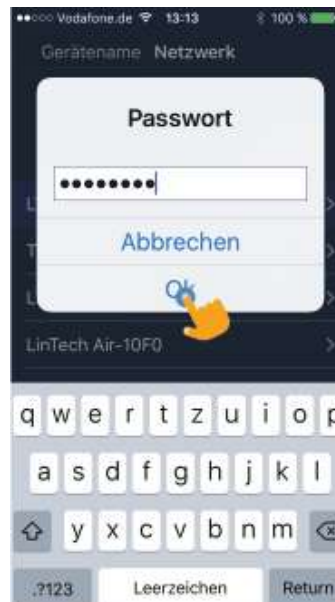 Vodafone.de 13:13 100 %
Gerätename Netzwerk
Passwort
Abbrechen
Ok
LinTech Air-10F0
q w e r t z u i o p
a s d f g h j k l
y x c v b n m
.?123 Leerzeichen Return